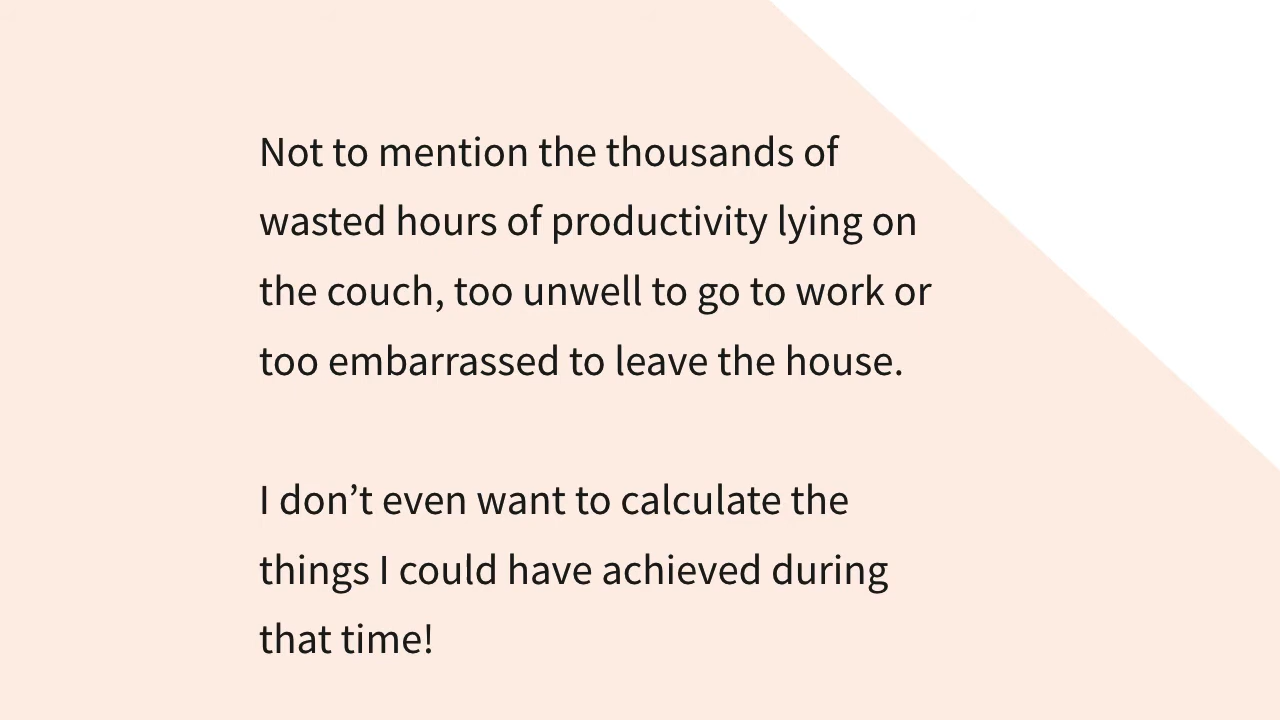 Not to mention the thousands of
wasted hours of productivity lying on
the couch, too unwell to go to work or
too embarrassed to leave the house.
I don’t even want to calculate the
things I could have achieved during
that time!